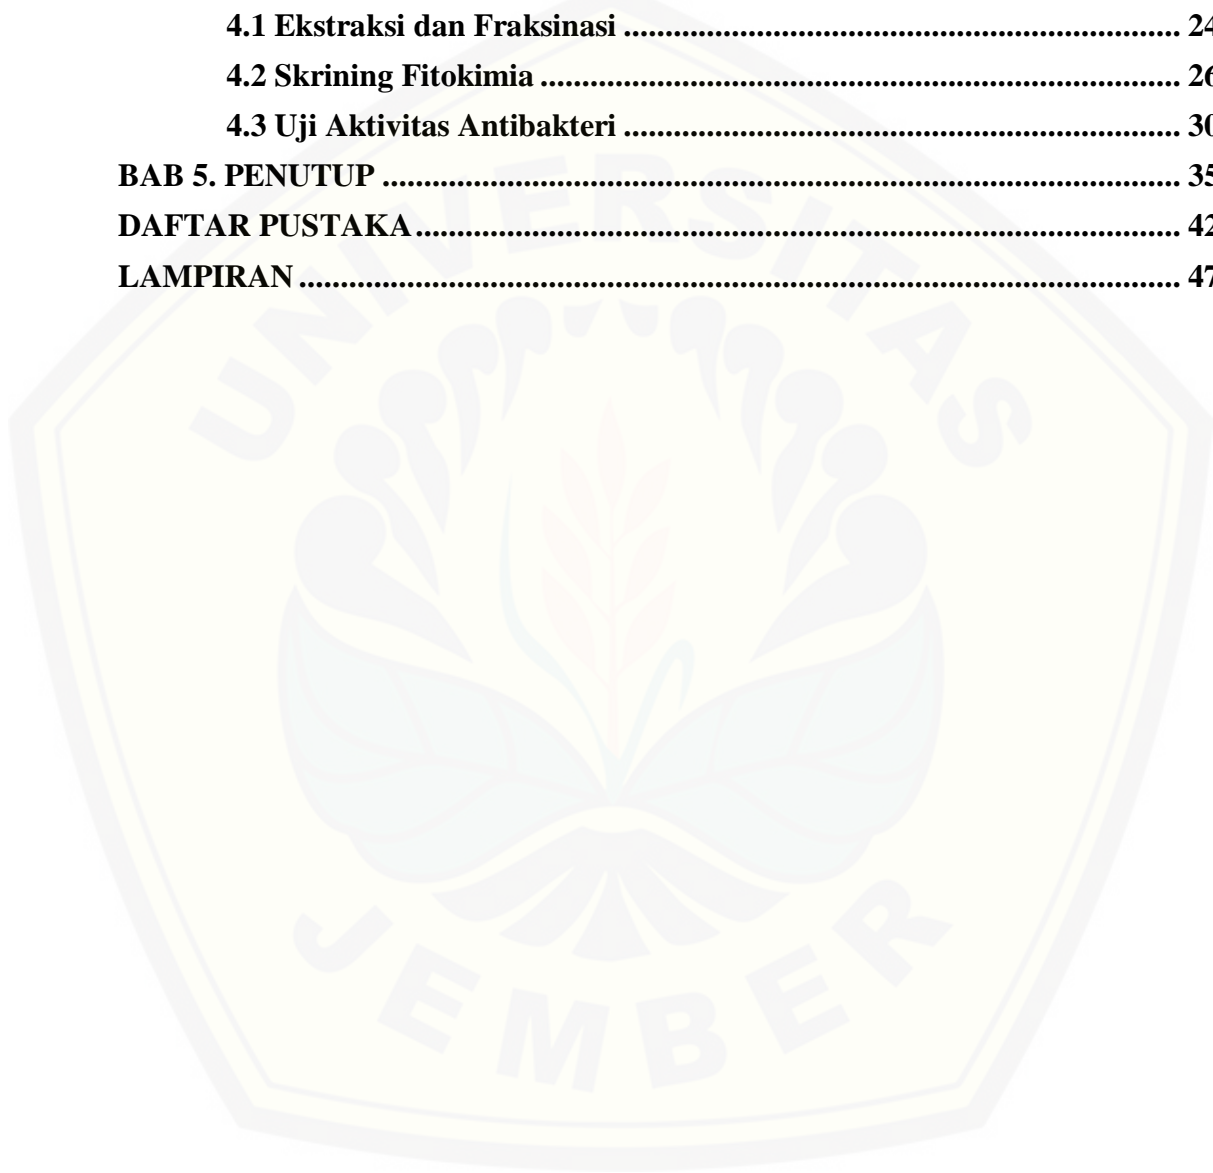 4.1 Ekstraksi dan Fraksinasi .................................................................... 24
4.2 Skrining Fitokimia .............................................................................. 26
4.3 Uji Aktivitas Antibakteri .................................................................... 30
BAB 5. PENUTUP ................................................................................................. 35
DAFTAR PUSTAKA ............................................................................................. 42
LAMPIRAN ........................................................................................................... 47
UNIVERSITAS
JEMBER